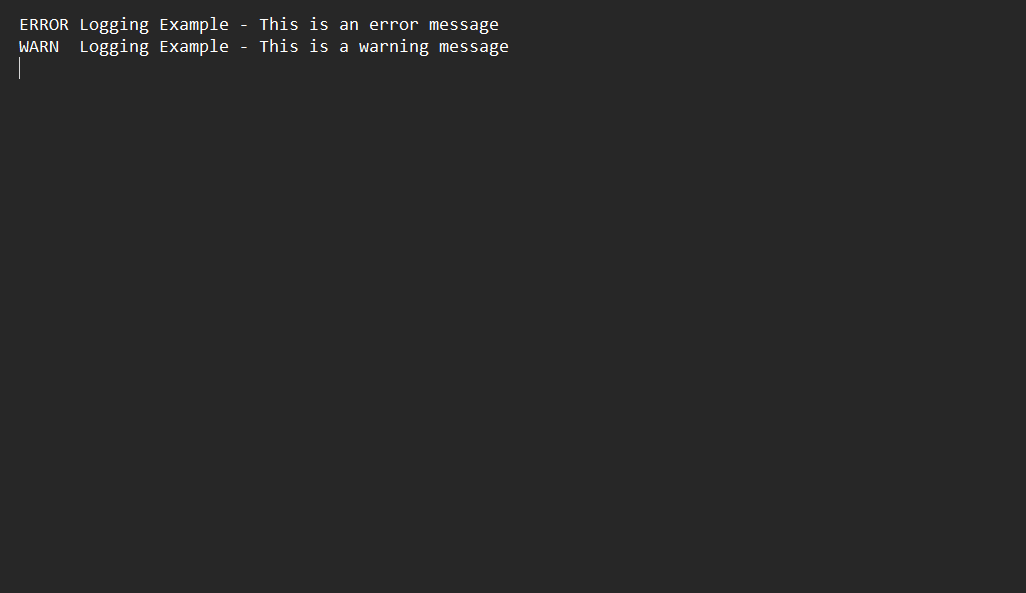 ERROR Logging Example - This is an error message
WARN  Logging Example - This is a warning message